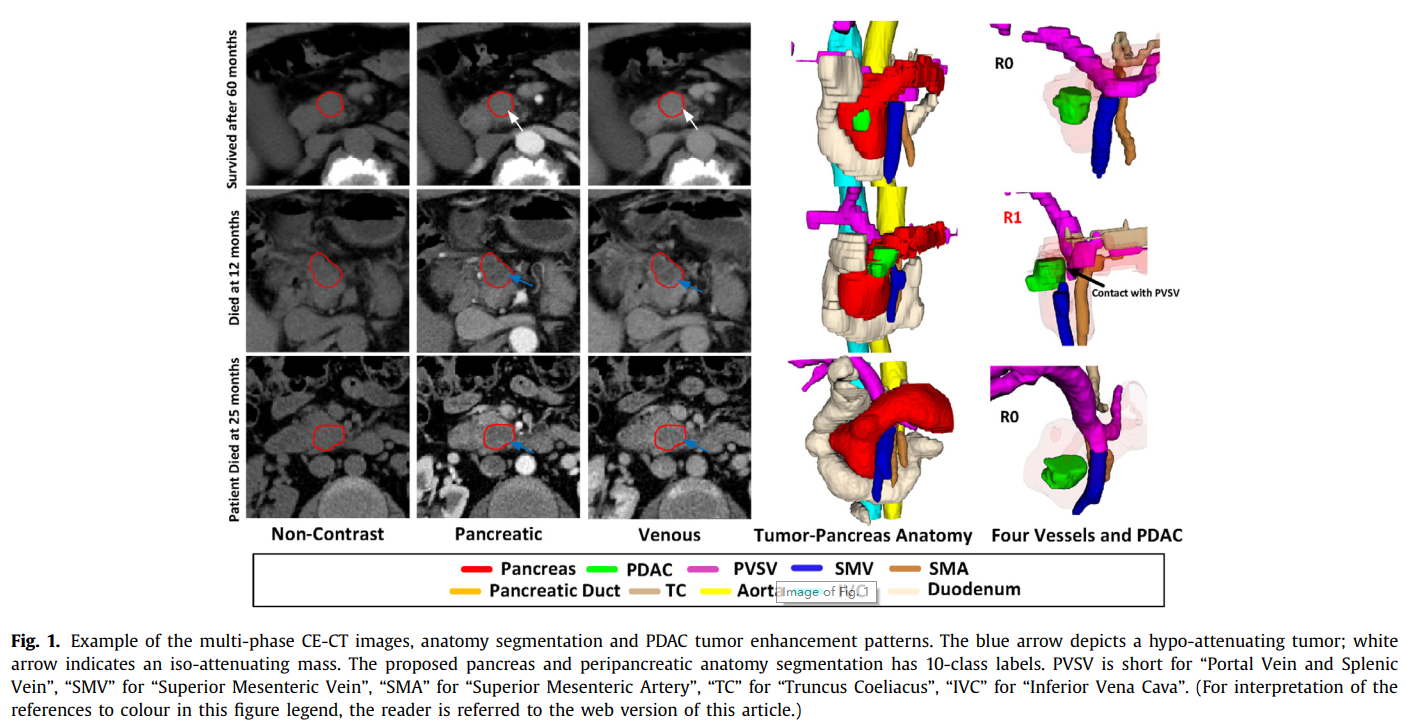 Survived after 60 months
R0
Died at 12 months
R1
Contact with PVSV
Patient Died at 25 months
R0
Non-Contrast Pancreatic Venous Tumor-Pancreas Anatomy Four Vessels and PDAC
Pancreas PDAC PVSV SMV SMA
Pancreatic Duct TC Aorta Duodenum
Image of Fig. 1
Fig. 1. Example of the multi-phase CE-CT images, anatomy segmentation and PDAC tumor enhancement patterns. The blue arrow depicts a hypo-attenuating tumor; white
arrow indicates an iso-attenuating mass. The proposed pancreas and peripancreatic anatomy segmentation has 10-class labels. PVSV is short for “Portal Vein and Splenic
Vein”, “SMV” for “Superior Mesenteric Vein”, “SMA” for “Superior Mesenteric Artery”, “TC” for “Truncus Coeliacus”, “IVC” for “Inferior Vena Cava”. (For interpretation of the
references to colour in this figure legend, the reader is referred to the web version of this article.)